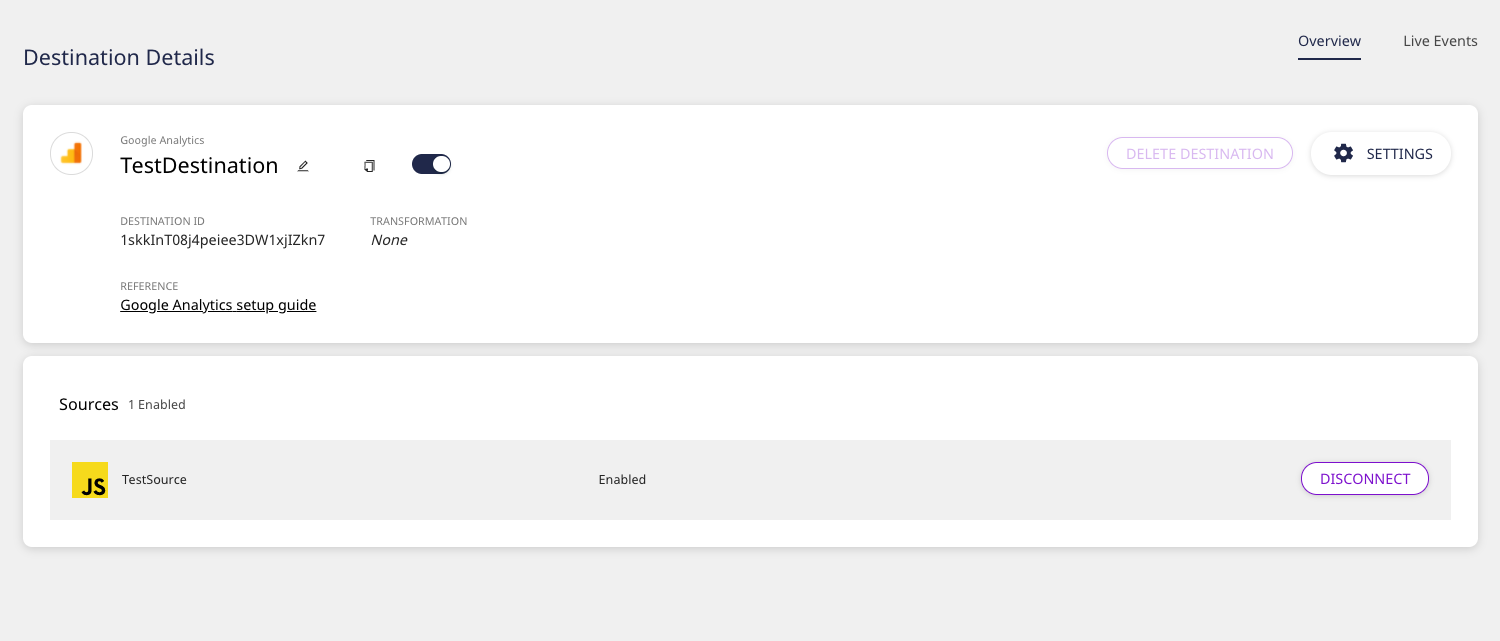 Destination Details
Overview
Live Events
Google Analytics
TestDestination
DELETE DESTINATION
SETTINGS
DESTINATION ID
TRANSFORMATION
1skkInT08j4peiee3DW1xjIZkn7
None
REFERENCE
Google Analytics setup guide
Sources 1 Enabled
JS
TestSource
Enabled
DISCONNECT